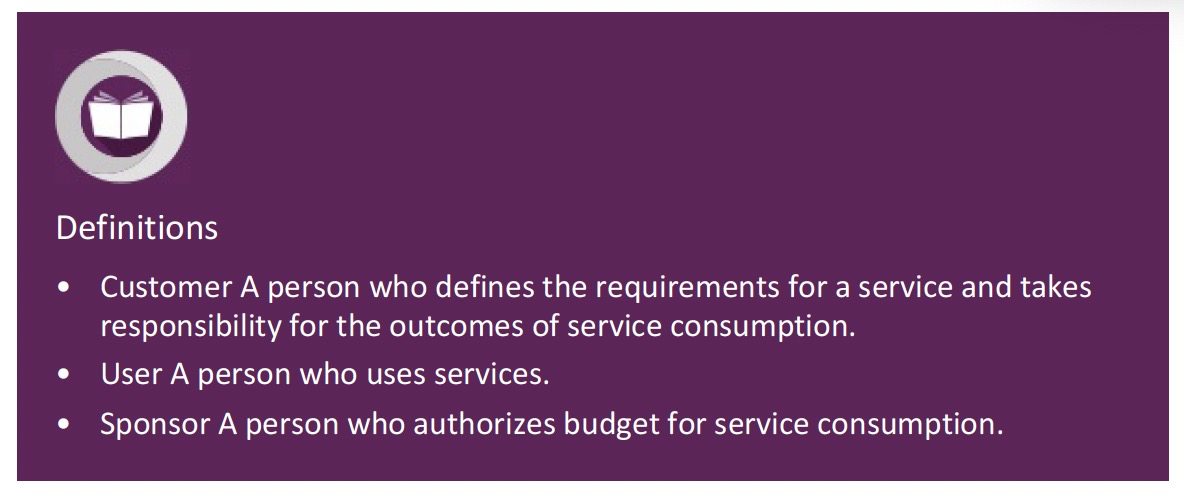 Definitions
• Customer A person who defines the requirements for a service and takes
responsibility for the outcomes of service consumption.
• User A person who uses services.
• Sponsor A person who authorizes budget for service consumption.